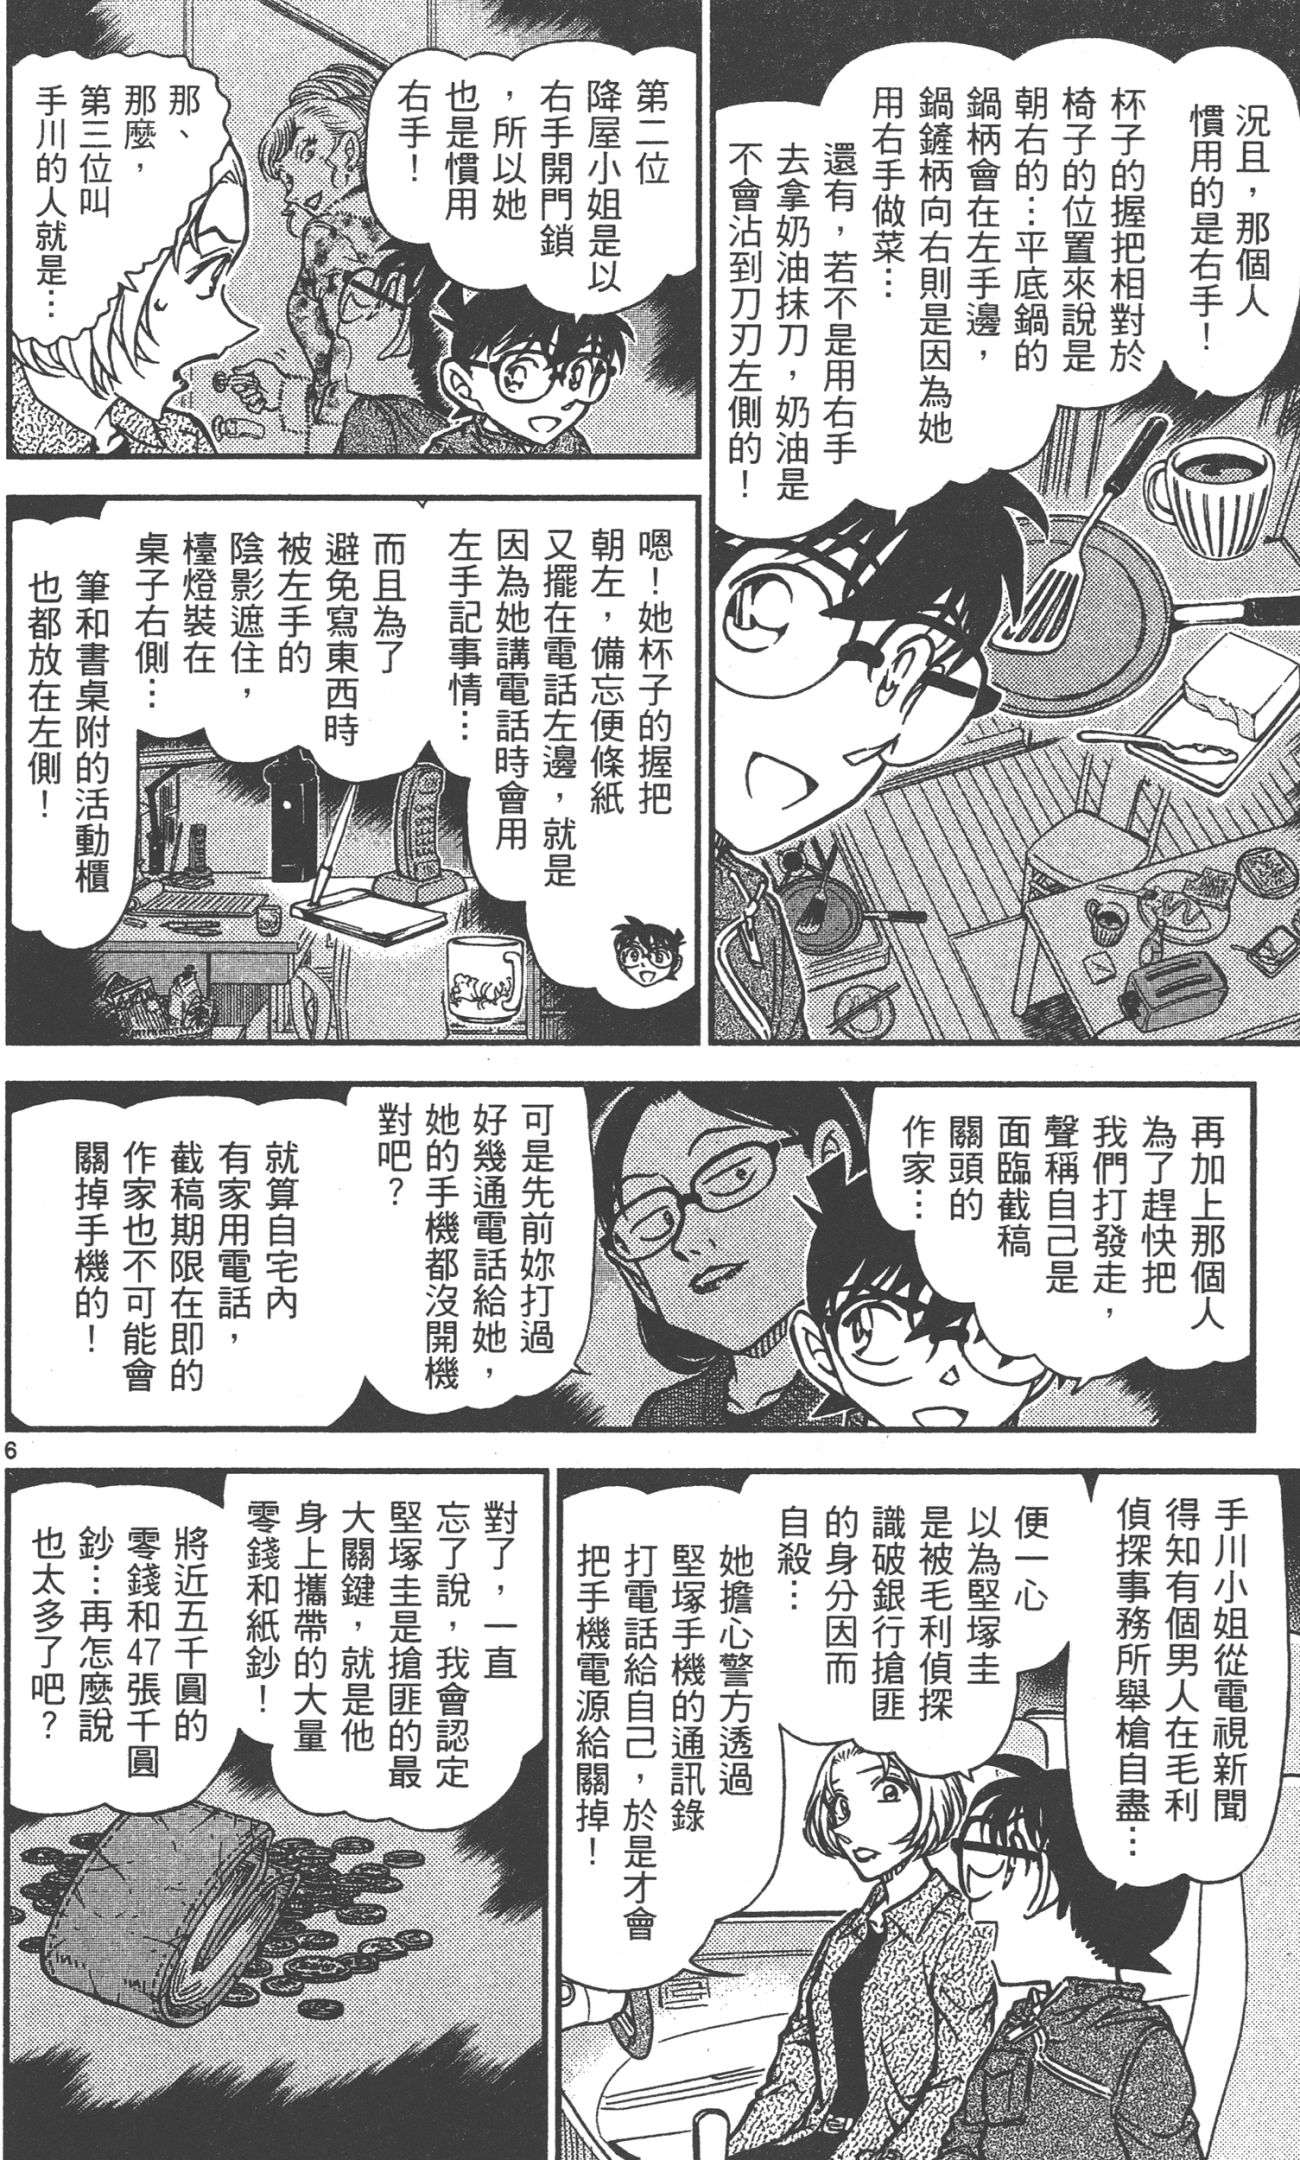 況且，那個人
慣用的是右手！
杯子的握把相對於
椅子的位置來說是
朝右的…平底鍋的
鍋柄會在左手邊，
鍋鏟柄向右則是因為她
用右手做菜…
還有，若不是用右手
去拿奶油抹刀，奶油是
不會沾到刀刃左側的！
第二位
降屋小姐是以
右手開門鎖
，所以她
也是慣用
右手！
那、
那麼，
第三位叫
手川的人就是…
嗯！她杯子的握把
朝左，備忘便條紙
又擺在電話左邊，就是
因為她講電話時會用
左手記事情…
而且為了
避免寫東西時
被左手的
陰影遮住，
檯燈裝在
桌子右側…
筆和書桌附的活動櫃
也都放在左側！
再加上那個人
為了趕快把
我們打發走，
聲稱自己是
面臨截稿
關頭的
作家…
可是先前妳打過
好幾通電話給她，
她的手機都沒開機
對吧？
就算自宅內
有家用電話，
截稿期限在即的
作家也不可能會
關掉手機的！
6
手川小姐從電視新聞
得知有個男人在毛利
偵探事務所舉槍自盡…
便一心
以為堅塚圭
是被毛利偵探
識破銀行搶匪
的身分因而
自殺…
她擔心警方透過
堅塚手機的通訊錄
打電話給自己，於是才會
把手機電源給關掉！
對了，一直
忘了說，我會認定
堅塚圭是搶匪的最
大關鍵，就是他
身上攜帶的大量
零錢和紙鈔！
將近五千圓的
零錢和47張千圓
鈔…再怎麼說
也太多了吧？